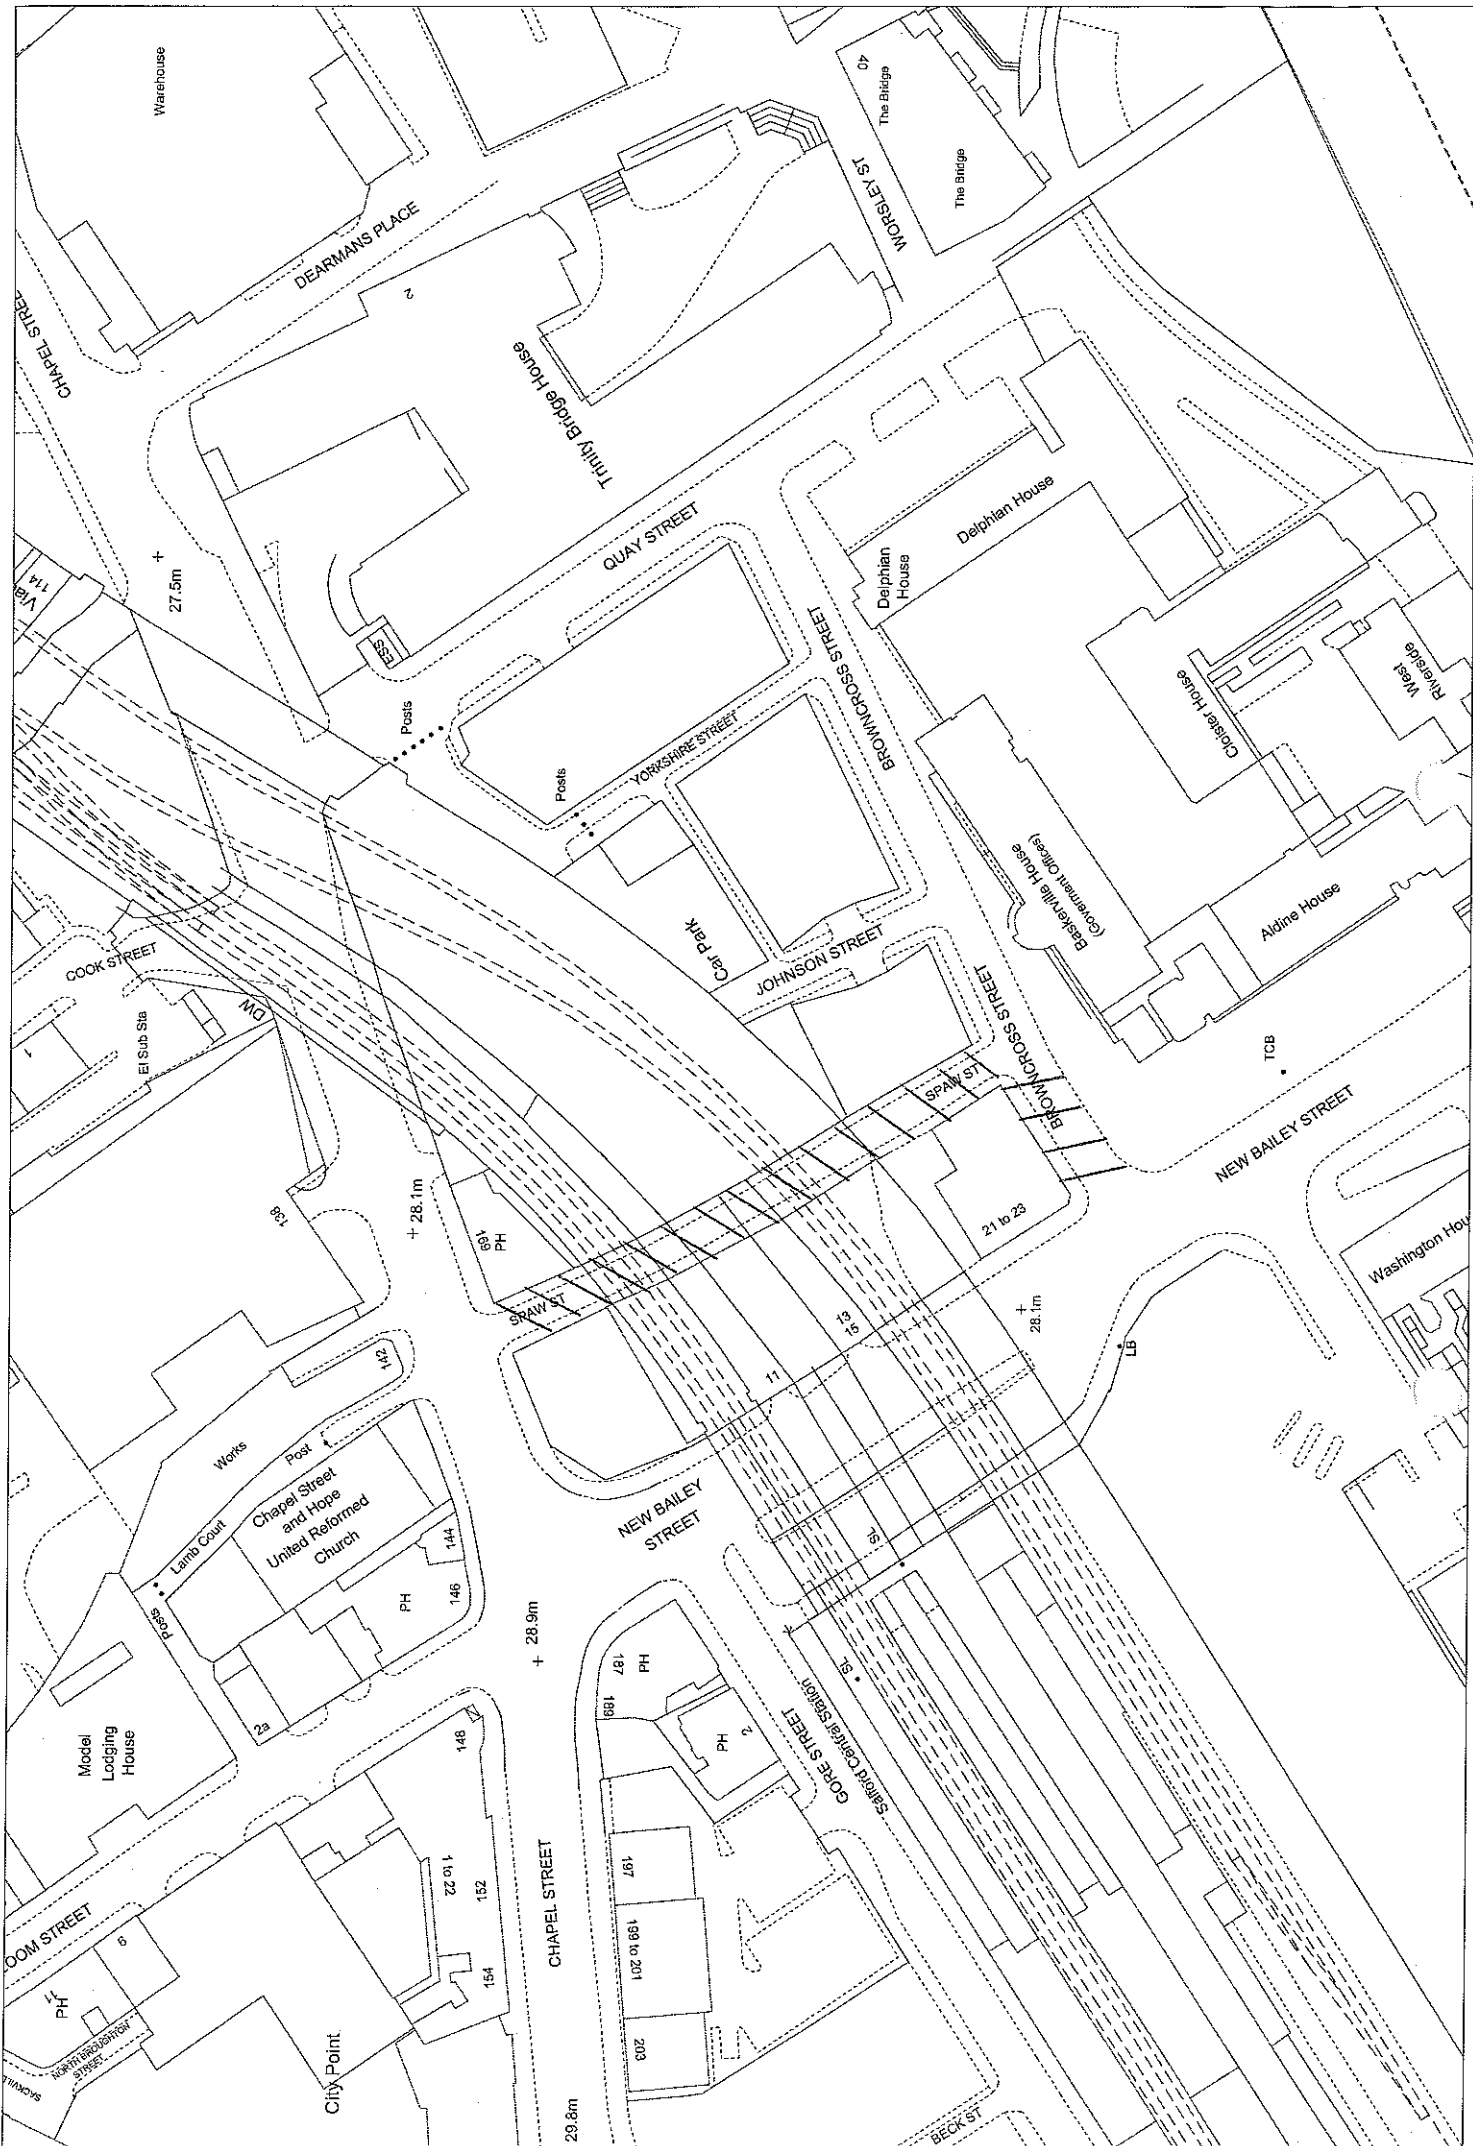 Warehouse
40
The Bridge
The Bridge
WORSLEY ST
DEARMANS PLACE
2
CHAPEL STREE
Trinity Bridge House
114
27.5m
QUAY STREET
ESS
Posts
Posts
YORKSHIRE STREET
BROWNCROSS STREET
Delphian
House
Delphian House
Cloister House
West
Riverside
Baskerville House
(Government Offices)
Aldine House
Car Park
JOHNSON STREET
BROWNCROSS STREET
COOK STREET
DW
1
El Sub Sta
138
28.1m
169
PH
SPAW ST
SPAW ST
BROWNCROSS STREET
TCB
NEW BAILEY STREET
21 to 23
28.1m
Washington Hou
LB
13
15
11
142
Works
Post
Chapel Street
and Hope
United Reformed
Church
Lamb Court
Posts
144
146
PH
NEW BAILEY
STREET
SL
SL
28.9m
187
PH
189
PH
2
GORE STREET
Salford Central Station
2a
Model
Lodging
House
148
1 to 22
152
154
CHAPEL STREET
197
199 to 201
203
OOM STREET
6
11
PH
NORTH BROUGHTON
STREET
SACKVILL
City Point
29.8m
BECK ST